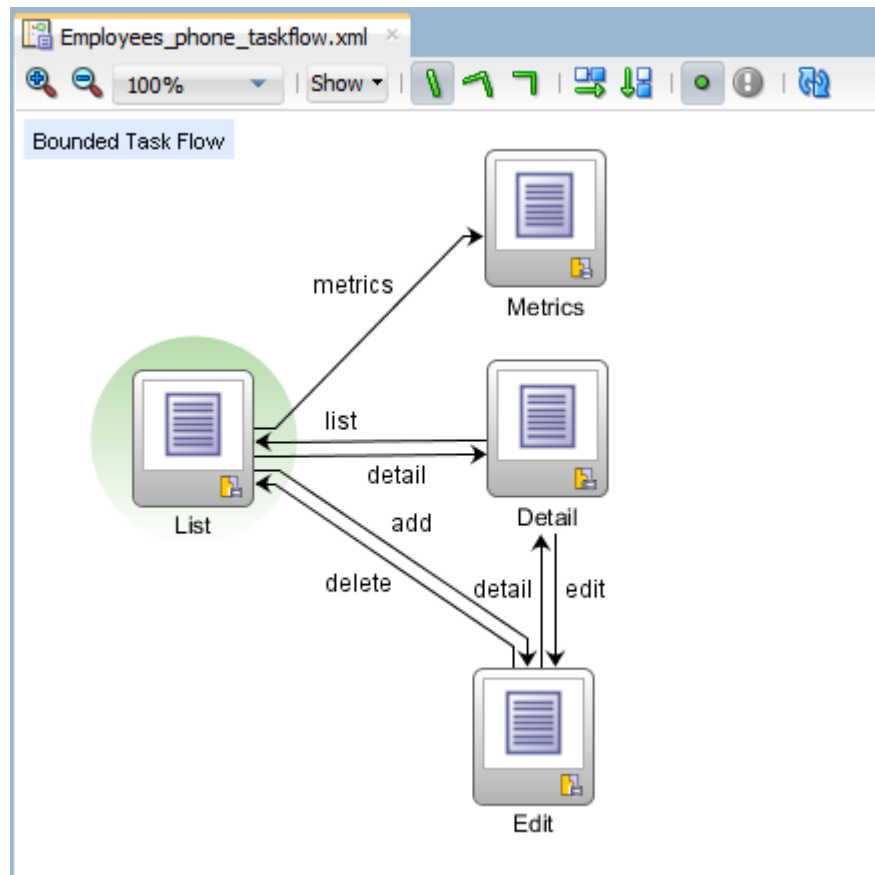 Employees_phone_taskflow.xml
100%
Show
Bounded Task Flow
metrics
Metrics
list
detail
List
Detail
add
delete
detail
edit
Edit